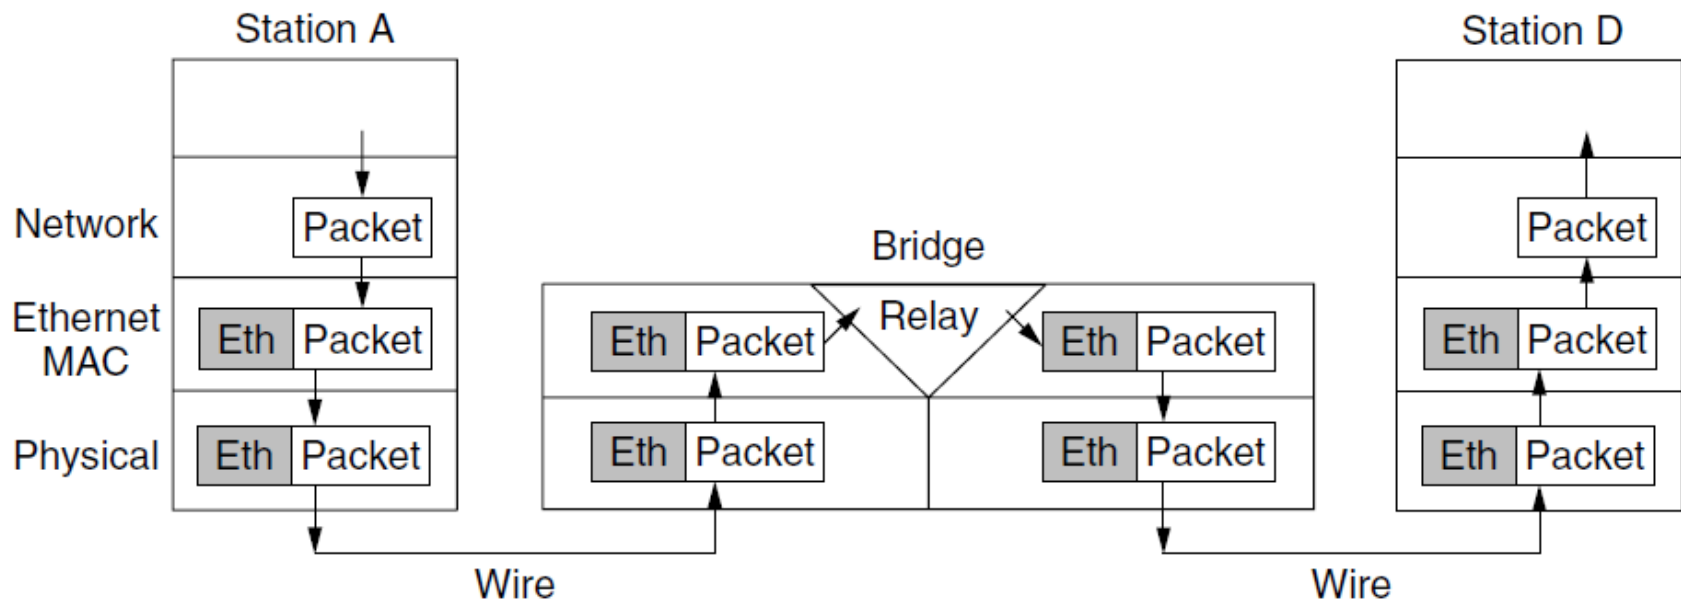 Station A
Station D
Network
Packet
Packet
Bridge
Ethernet
MAC
Eth Packet
Eth Packet
Relay
Eth Packet
Eth Packet
Physical
Eth Packet
Eth Packet
Eth Packet
Eth Packet
Wire
Wire